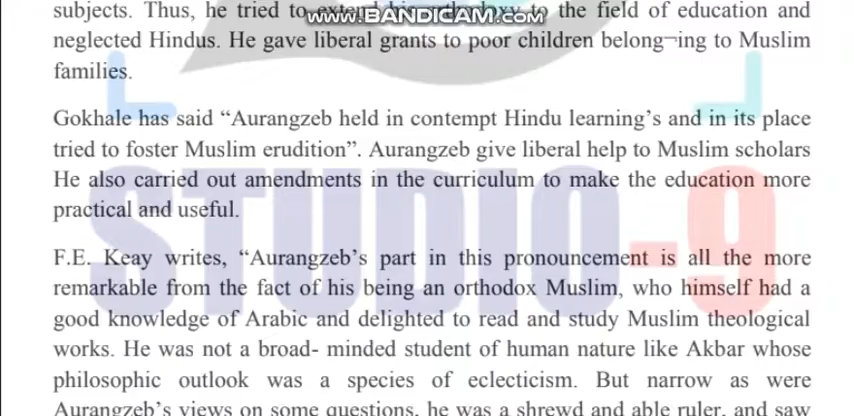 www.BANDICAM.com
subjects. Thus, he tried to extend his orthodoxy to the field of education and
neglected Hindus. He gave liberal grants to poor children belong¬ing to Muslim
families.
Gokhale has said “Aurangzeb held in contempt Hindu learning’s and in its place
tried to foster Muslim erudition”. Aurangzeb give liberal help to Muslim scholars
He also carried out amendments in the curriculum to make the education more
practical and useful.
F.E. Keay writes, “Aurangzeb’s part in this pronouncement is all the more
remarkable from the fact of his being an orthodox Muslim, who himself had a
good knowledge of Arabic and delighted to read and study Muslim theological
works. He was not a broad- minded student of human nature like Akbar whose
philosophic outlook was a species of eclecticism. But narrow as were
Aurangzeb’s views on some questions, he was a shrewd and able ruler, and saw
STUDIO-9